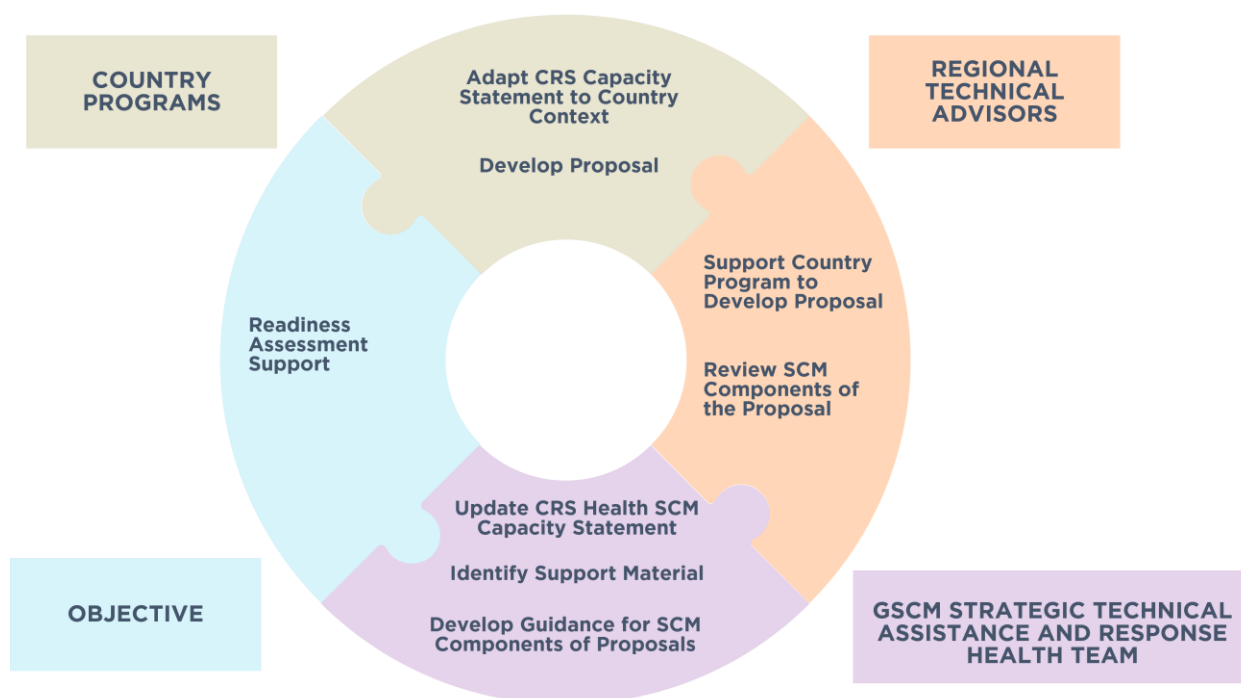 COUNTRY
PROGRAMS
Adapt CRS Capacity
Statement to Country
Context
Develop Proposal
REGIONAL
TECHNICAL
ADVISORS
Support Country
Program to
Develop Proposal
Review SCM
Components of
the Proposal
Readiness
Assessment
Support
Update CRS Health SCM
Capacity Statement
Identify Support Material
Develop Guidance for SCM
Components of Proposals
OBJECTIVE
GSCM STRATEGIC TECHNICAL
ASSISTANCE AND RESPONSE
HEALTH TEAM